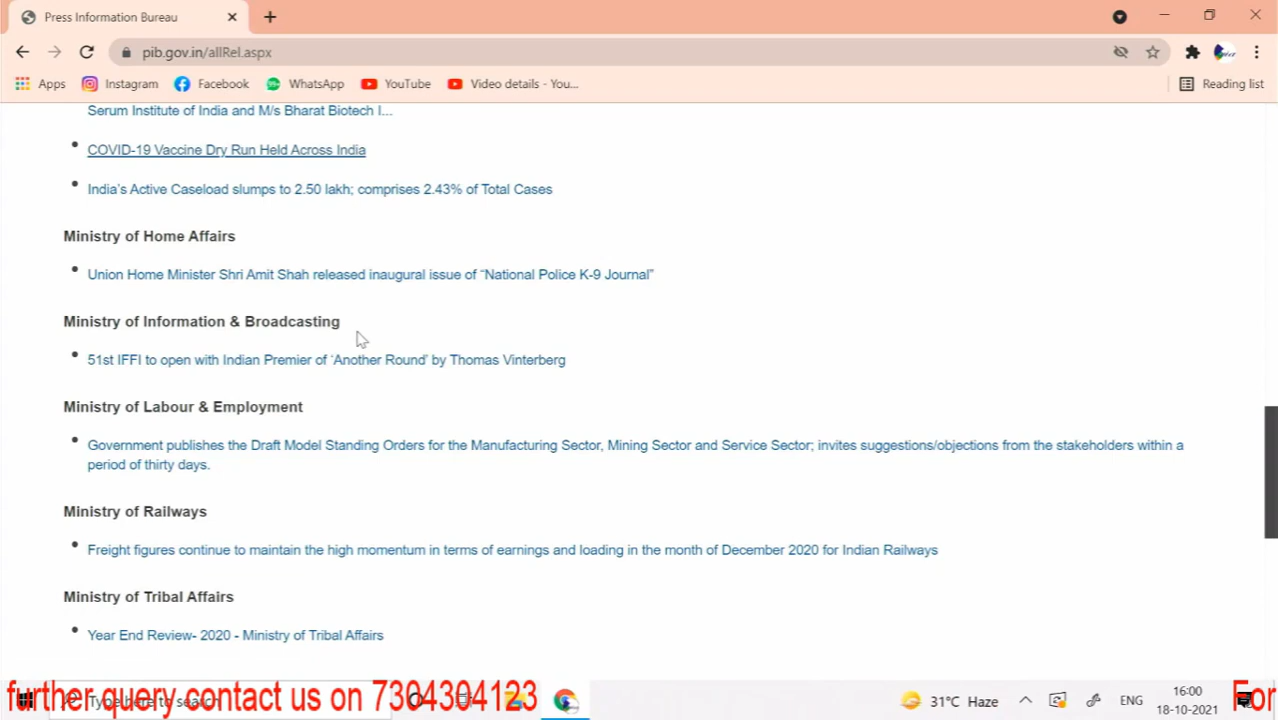 Press Information Bureau
pib.gov.in/allRel.aspx
Apps Instagram Facebook WhatsApp YouTube Video details - You... Reading list
Serum Institute of India and M/s Bharat Biotech I...
COVID-19 Vaccine Dry Run Held Across India
India's Active Caseload slumps to 2.50 lakh; comprises 2.43% of Total Cases
Ministry of Home Affairs
Union Home Minister Shri Amit Shah released inaugural issue of “National Police K-9 Journal”
Ministry of Information & Broadcasting
51st IFFI to open with Indian Premier of ‘Another Round’ by Thomas Vinterberg
Ministry of Labour & Employment
Government publishes the Draft Model Standing Orders for the Manufacturing Sector, Mining Sector and Service Sector; invites suggestions/objections from the stakeholders within a
period of thirty days.
Ministry of Railways
Freight figures continue to maintain the high momentum in terms of earnings and loading in the month of December 2020 for Indian Railways
Ministry of Tribal Affairs
Year End Review- 2020 - Ministry of Tribal Affairs
further query contact us on 7304304123 For
Type here to search
31°C Haze ENG 16:00
18-10-2021